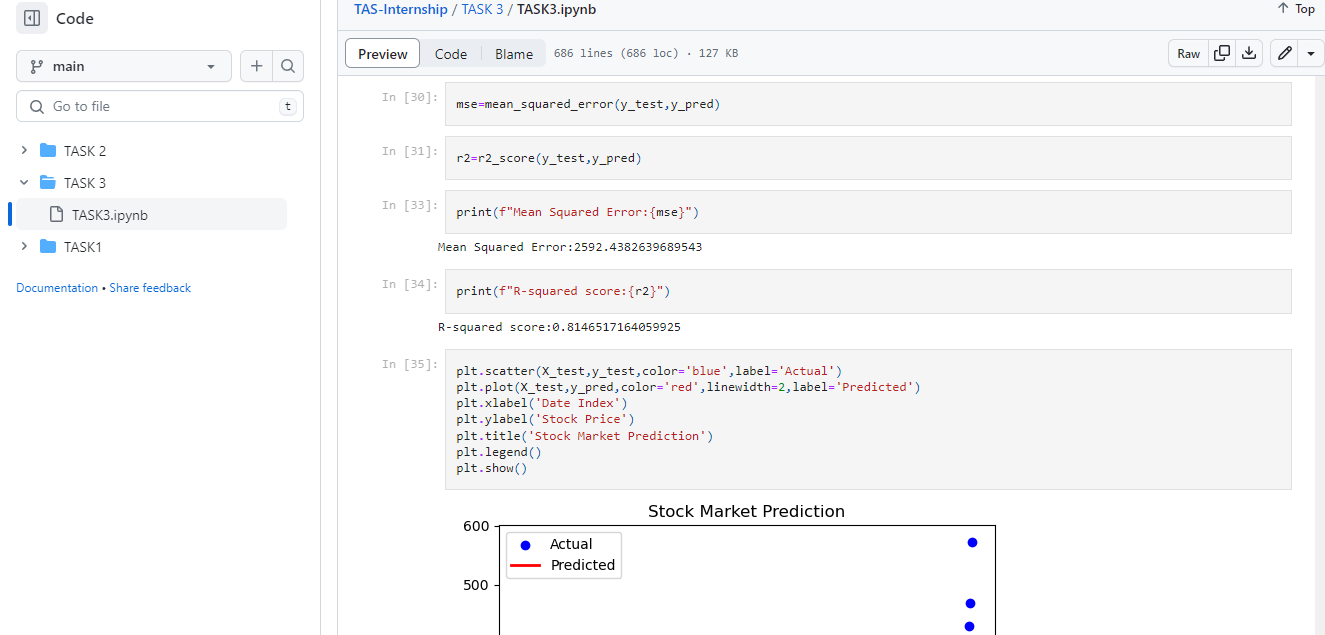 Code
TAS-Internship / TASK 3 / TASK3.ipynb
Top
main
Preview Code Blame 686 lines (686 loc) · 127 KB
Raw
Go to file t
TASK 2
TASK 3
TASK3.ipynb
TASK1
Documentation • Share feedback
In [30]: mse=mean_squared_error(y_test,y_pred)
In [31]: r2=r2_score(y_test,y_pred)
In [33]: print(f"Mean Squared Error:{mse}")
Mean Squared Error:2592.4382639689543
In [34]: print(f"R-squared score:{r2}")
R-squared score:0.8146517164059925
In [35]: plt.scatter(X_test,y_test,color='blue',label='Actual')
plt.plot(X_test,y_pred,color='red',linewidth=2,label='Predicted')
plt.xlabel('Date Index')
plt.ylabel('Stock Price')
plt.title('Stock Market Prediction')
plt.legend()
plt.show()
Stock Market Prediction
600
Actual
Predicted
500